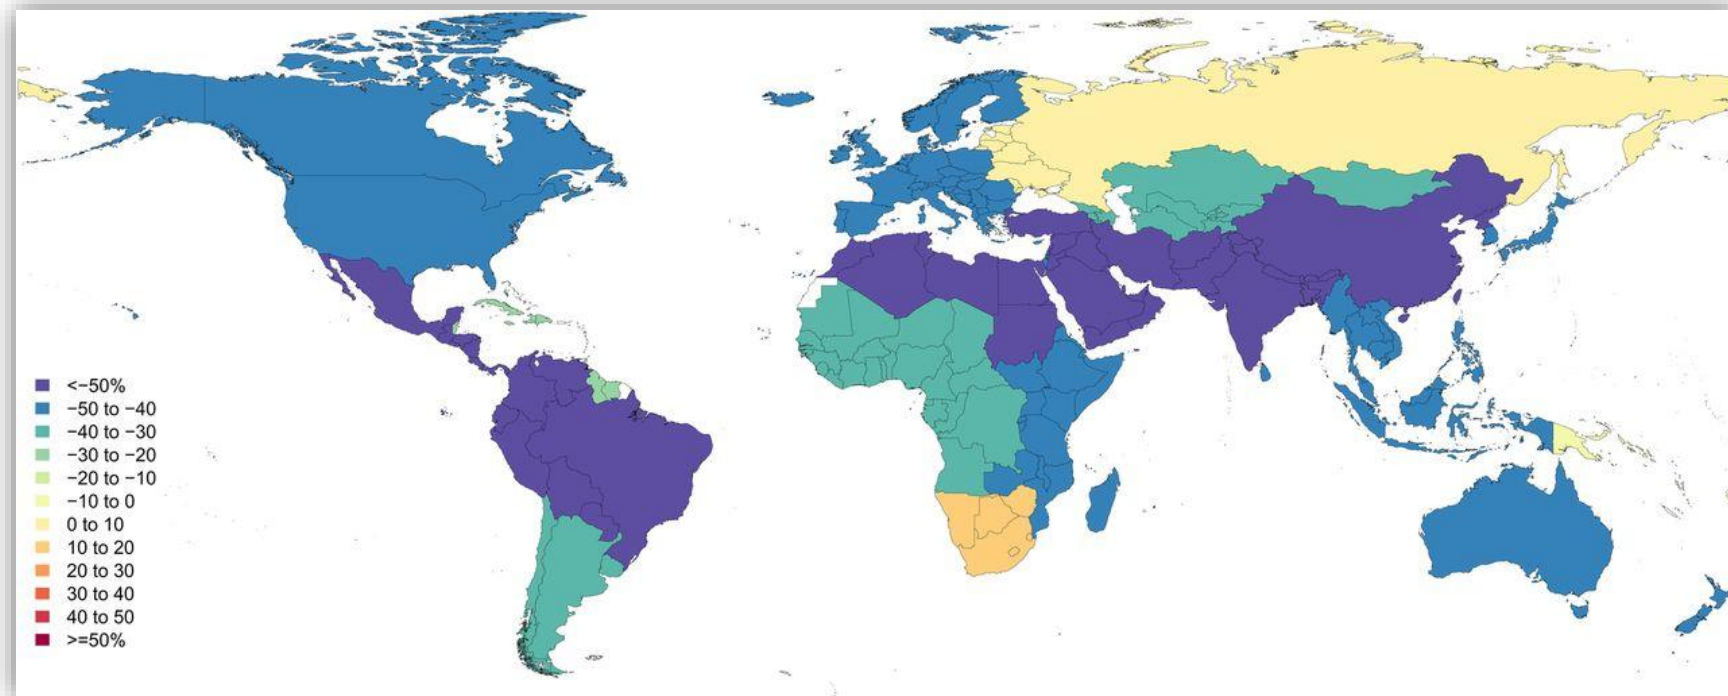 <−50%
−50 to −40
−40 to −30
−30 to −20
−20 to −10
−10 to 0
0 to 10
10 to 20
20 to 30
30 to 40
40 to 50
>=50%